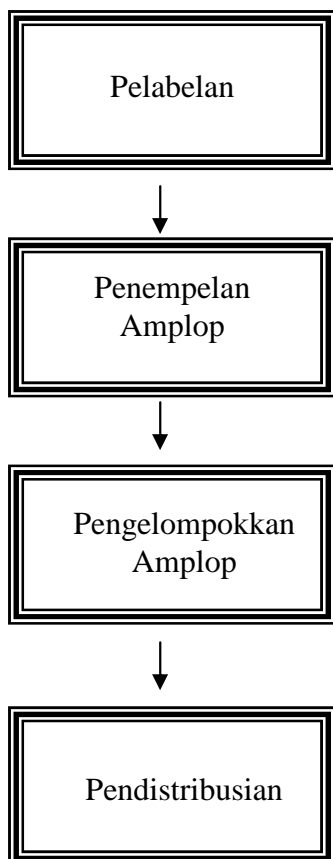 Pelabelan
Penempelan
Amplop
Pengelompokkan
Amplop
Pendistribusian